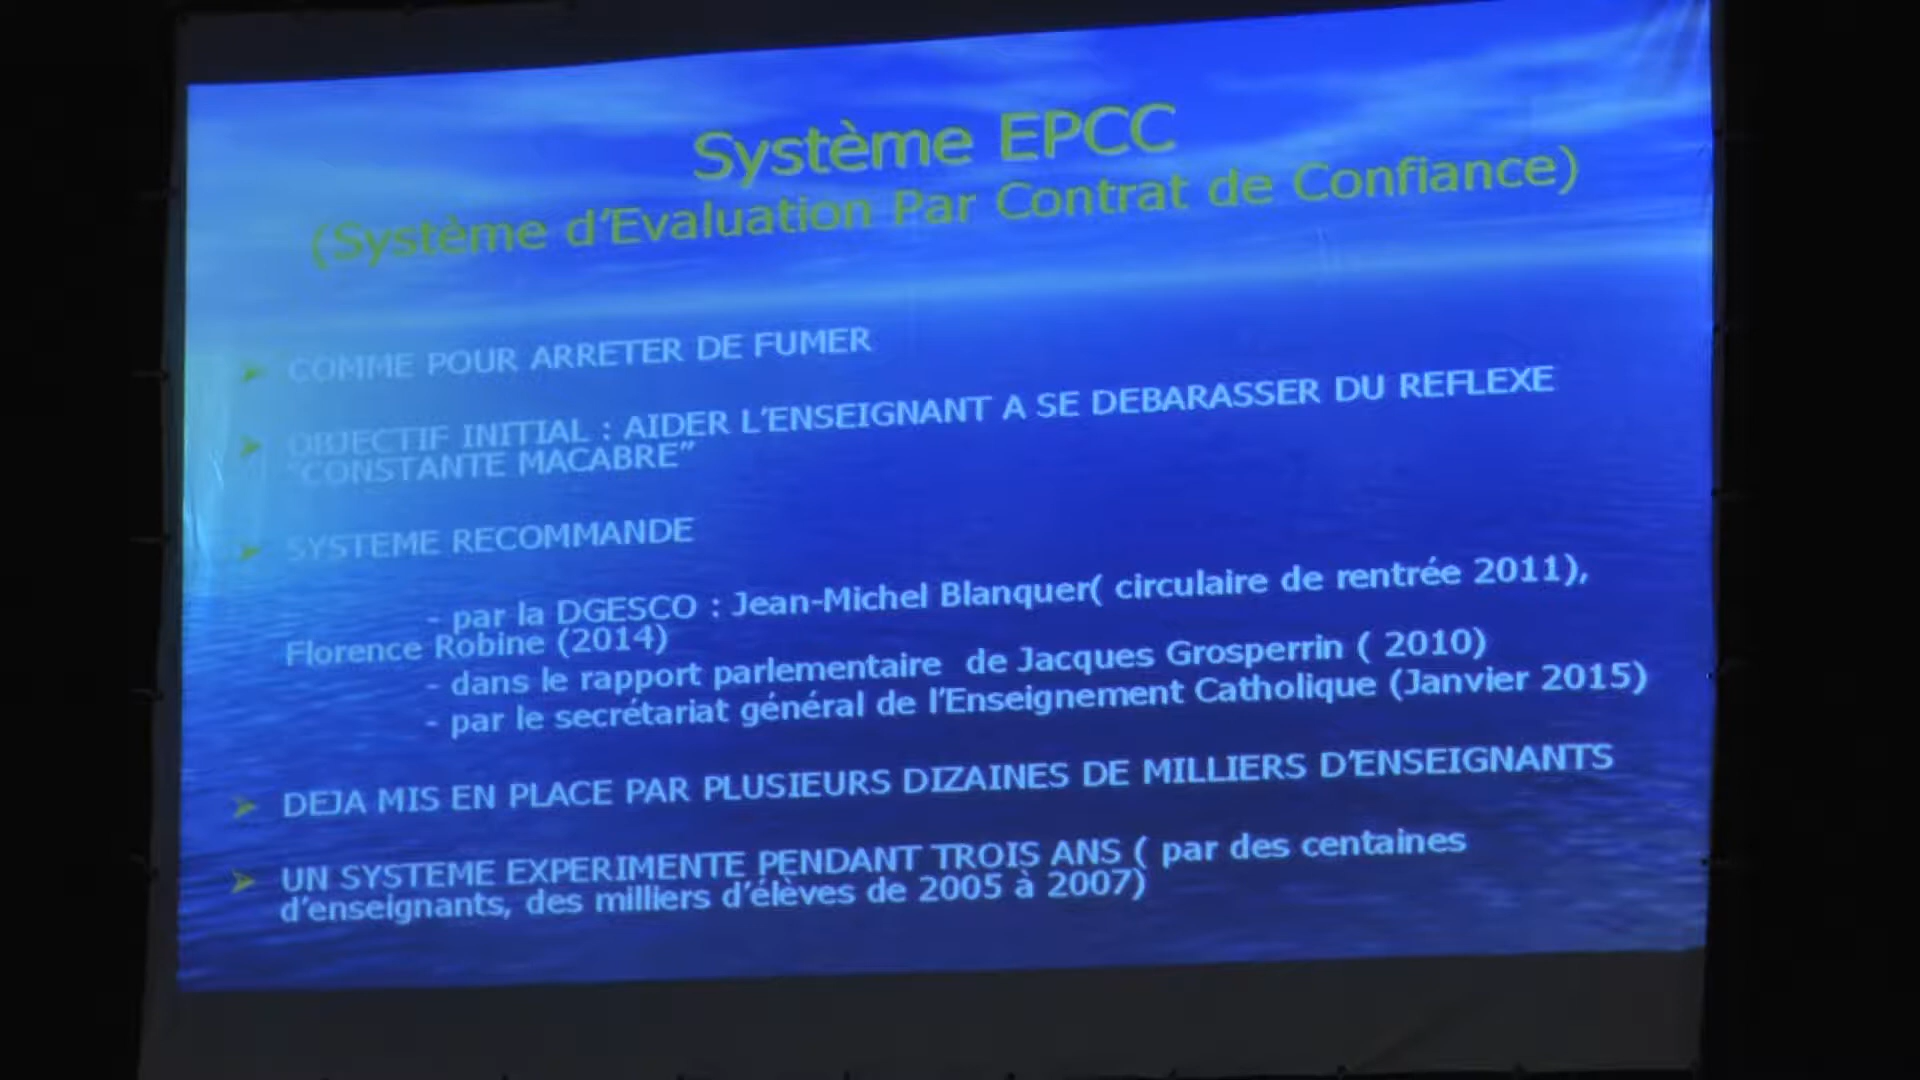 Système EPCC
(Système d'Evaluation Par Contrat de Confiance)
COMME POUR ARRETER DE FUMER
OBJECTIF INITIAL : AIDER L'ENSEIGNANT A SE DEBARASSER DU REFLEXE
"CONSTANTE MACABRE"
SYSTEME RECOMMANDE
- par la DGESCO : Jean-Michel Blanquer( circulaire de rentrée 2011),
Florence Robine (2014)
- dans le rapport parlementaire de Jacques Grosperrin ( 2010)
- par le secrétariat général de l'Enseignement Catholique (Janvier 2015)
DEJA MIS EN PLACE PAR PLUSIEURS DIZAINES DE MILLIERS D'ENSEIGNANTS
UN SYSTEME EXPERIMENTE PENDANT TROIS ANS ( par des centaines
d'enseignants, des milliers d'élèves de 2005 à 2007)